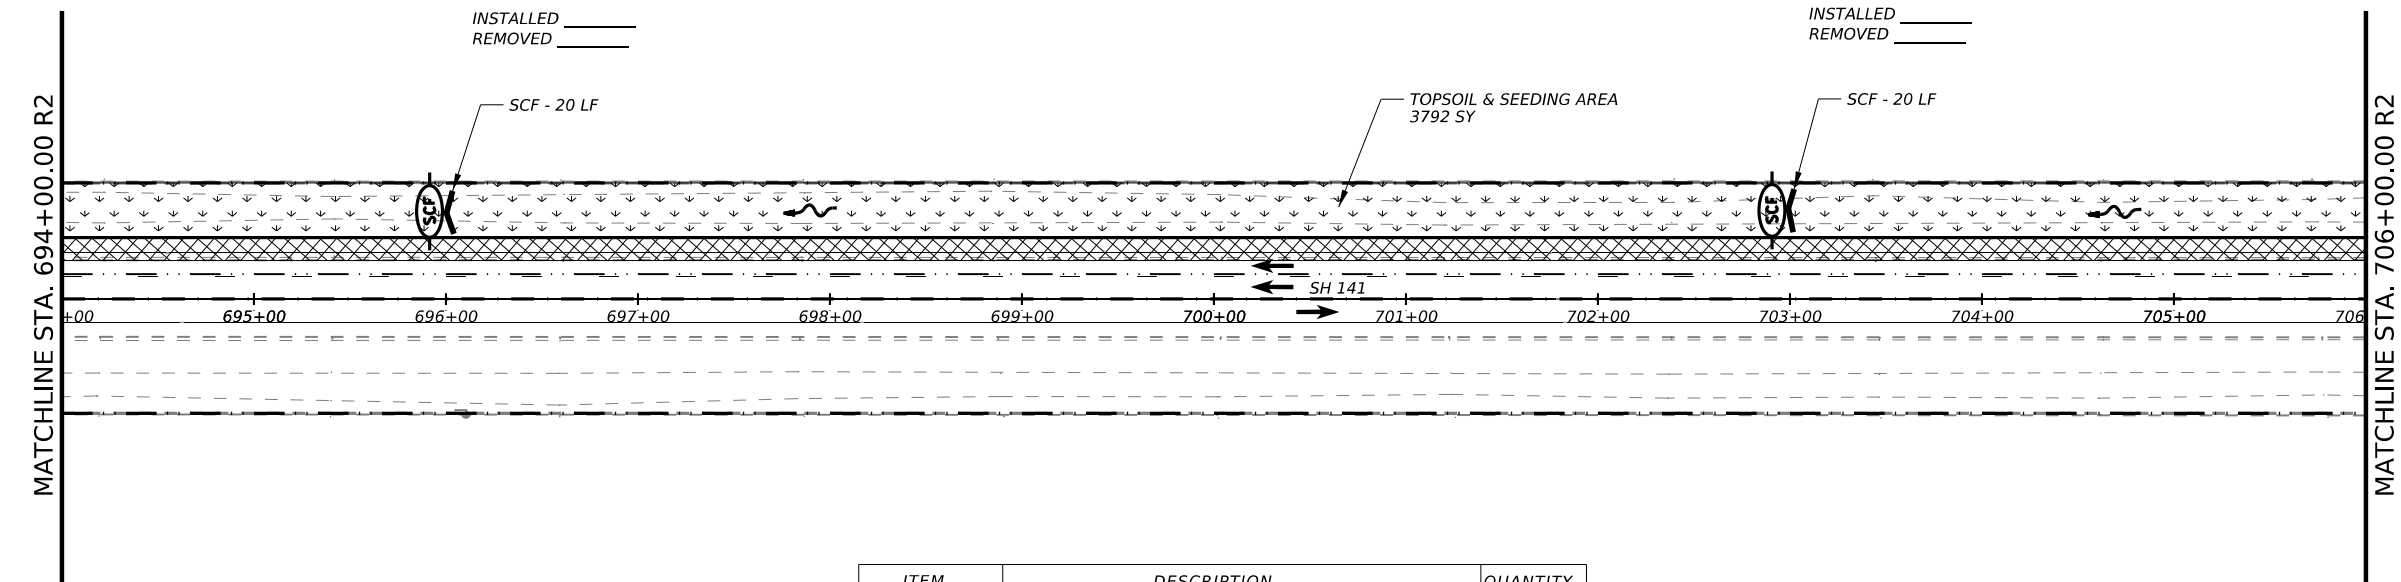 INSTALLED
REMOVED
INSTALLED
REMOVED
SCF - 20 LF
TOPSOIL & SEEDING AREA
3792 SY
SCF - 20 LF
MATCHLINE STA. 694+00.00 R2
MATCHLINE STA. 706+00.00 R2
SCF
SCF
SH 141
+00 695+00 696+00 697+00 698+00 699+00 700+00 701+00 702+00 703+00 704+00 705+00 706
ITEM DESCRIPTION QUANTITY